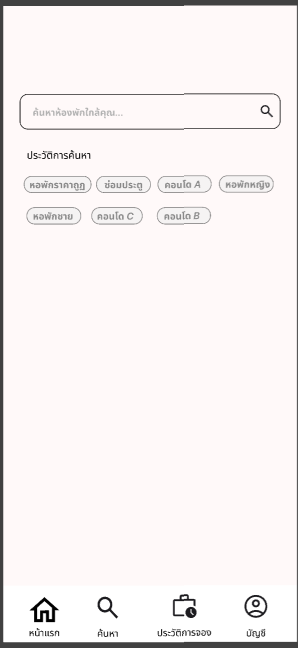 ค้นหาห้องพักใกล้คุณ...
ประวัติการค้นหา
หอพักราคาถูก ซ่อมประตู คอนโด A หอพักหญิง
หอพักชาย คอนโด C คอนโด B
หน้าแรก ค้นหา ประวัติการจอง บัญชี